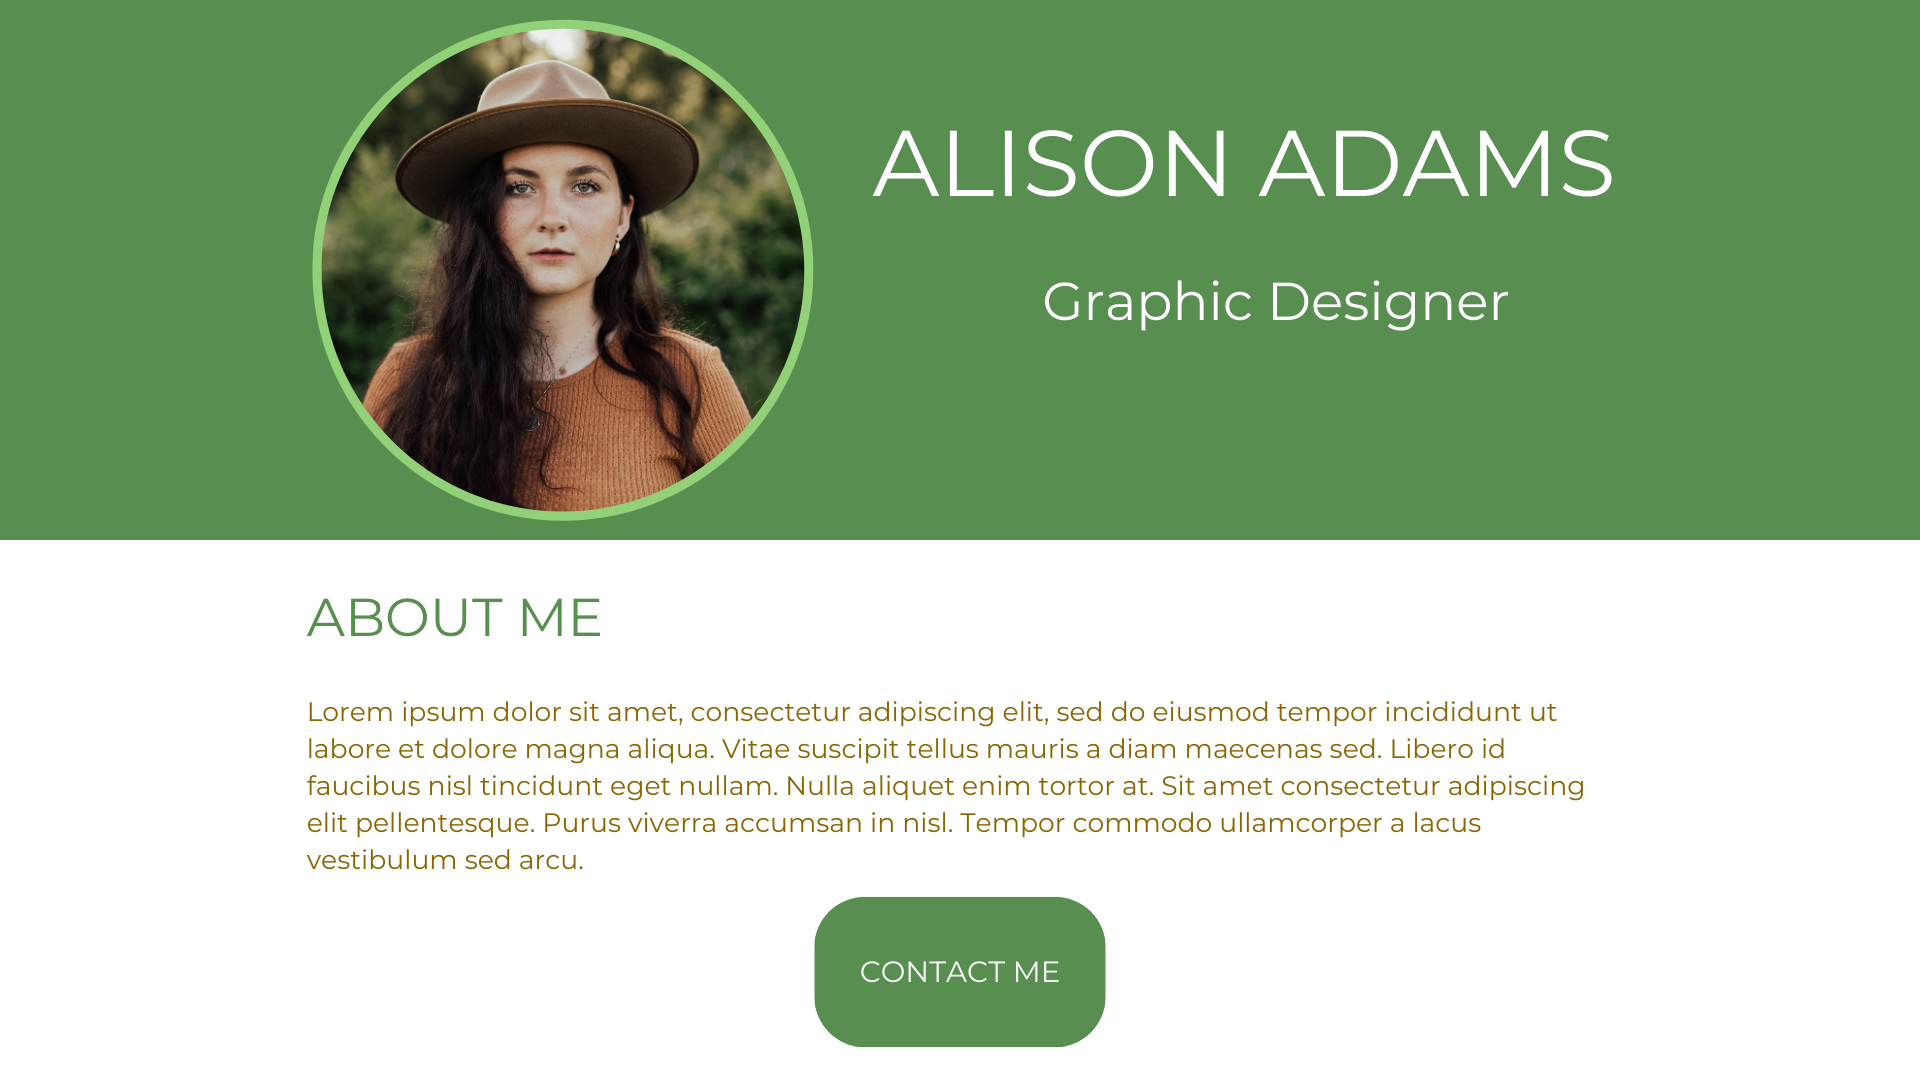 ALISON ADAMS
Graphic Designer
ABOUT ME
Lorem ipsum dolor sit amet, consectetur adipiscing elit, sed do eiusmod tempor incididunt ut
labore et dolore magna aliqua. Vitae suscipit tellus mauris a diam maecenas sed. Libero id
faucibus nisl tincidunt eget nullam. Nulla aliquet enim tortor at. Sit amet consectetur adipiscing
elit pellentesque. Purus viverra accumsan in nisl. Tempor commodo ullamcorper a lacus
vestibulum sed arcu.
CONTACT ME